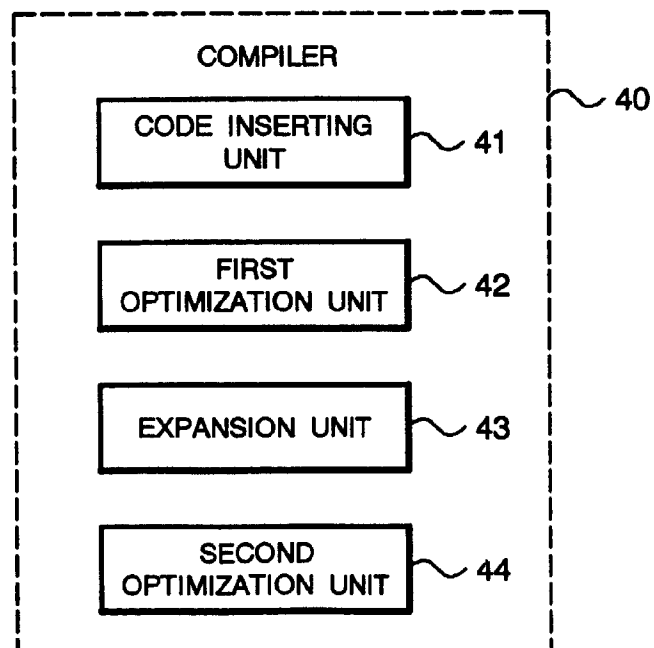 COMPILER
40
CODE INSERTING
UNIT
41
FIRST
OPTIMIZATION UNIT
42
EXPANSION UNIT
43
SECOND
OPTIMIZATION UNIT
44